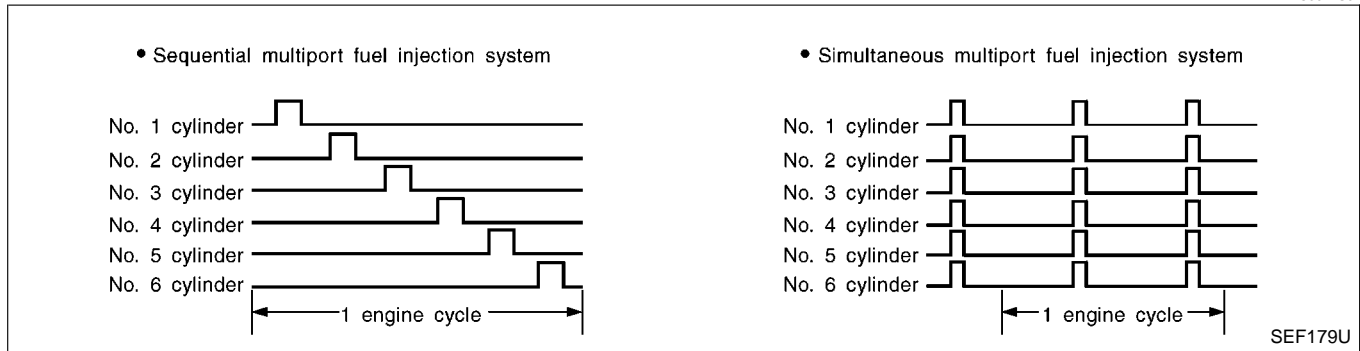 • Sequential multiport fuel injection system
No. 1 cylinder
No. 2 cylinder
No. 3 cylinder
No. 4 cylinder
No. 5 cylinder
No. 6 cylinder
1 engine cycle
• Simultaneous multiport fuel injection system
No. 1 cylinder
No. 2 cylinder
No. 3 cylinder
No. 4 cylinder
No. 5 cylinder
No. 6 cylinder
1 engine cycle
SEF179U